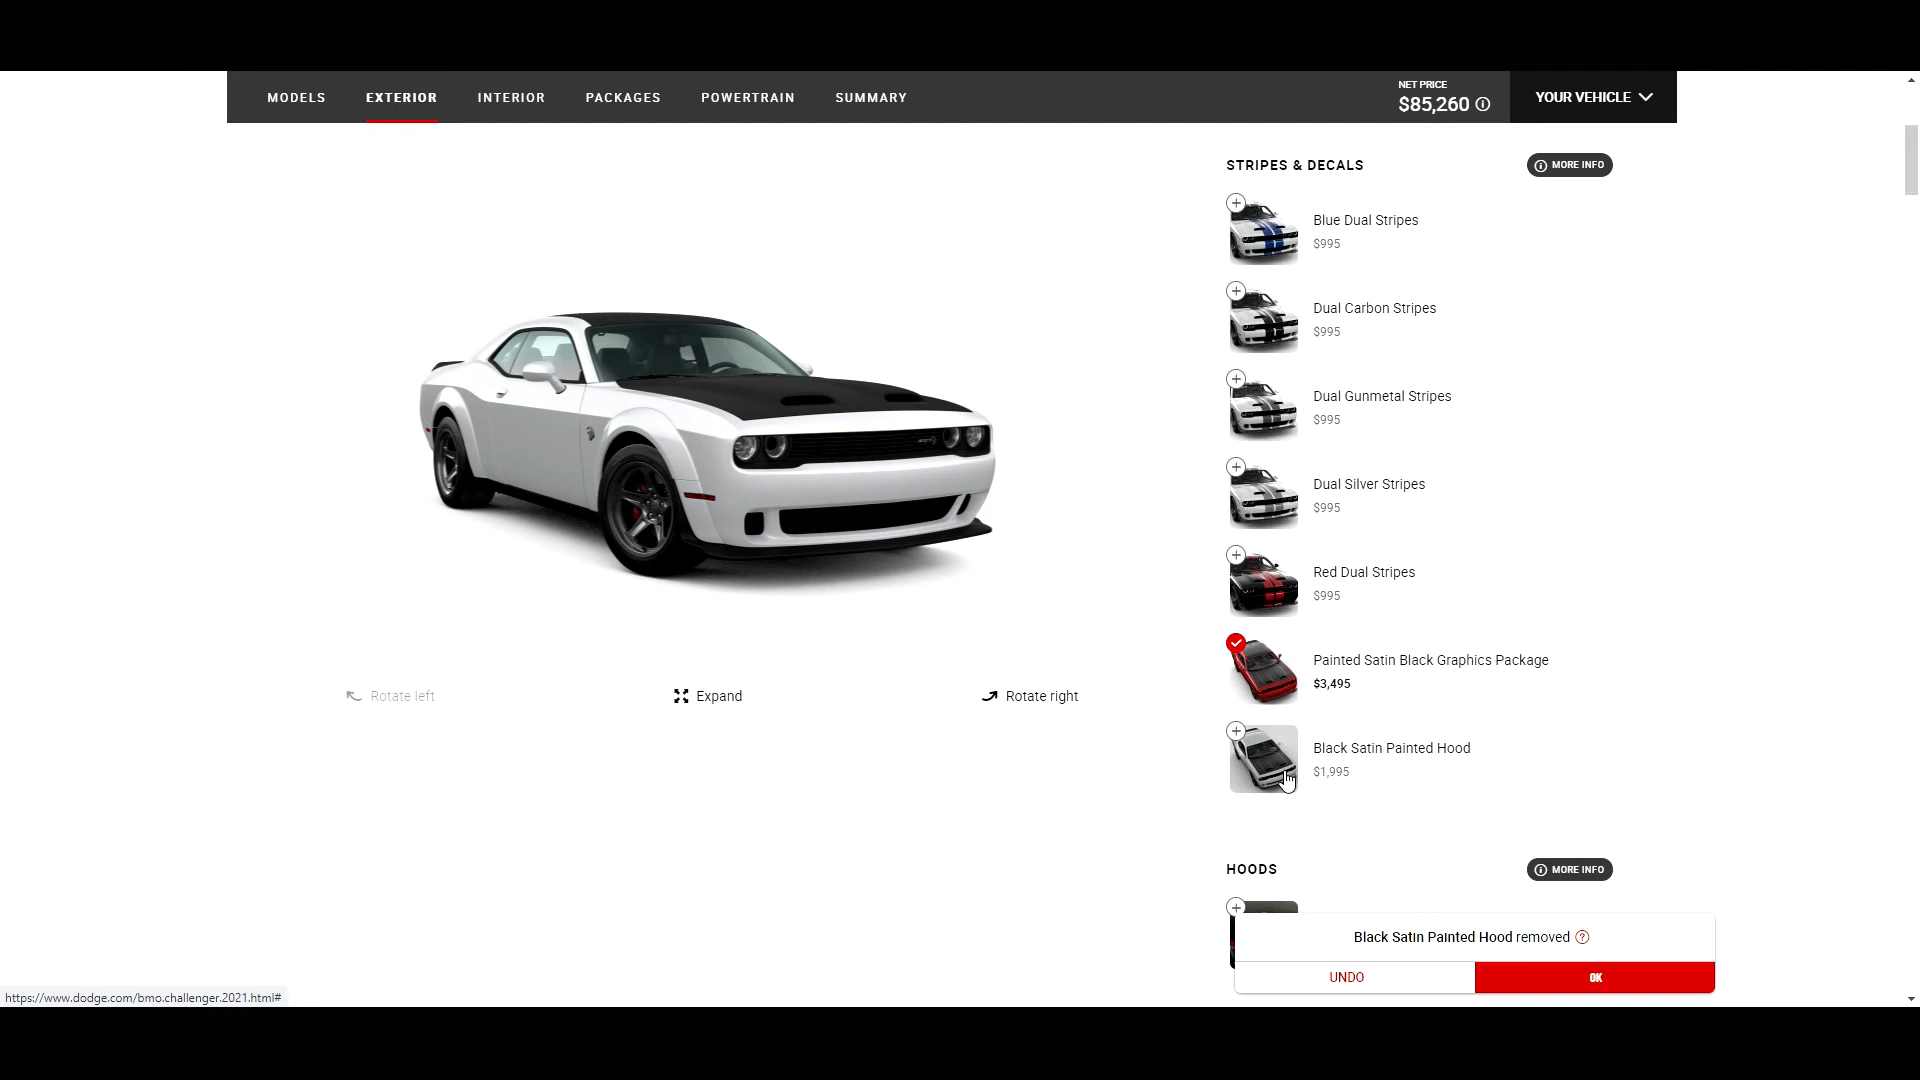 MODELS
EXTERIOR
INTERIOR
PACKAGES
POWERTRAIN
SUMMARY
NET PRICE
$85,260
YOUR VEHICLE
STRIPES & DECALS
MORE INFO
Blue Dual Stripes
$995
Dual Carbon Stripes
$995
Dual Gunmetal Stripes
$995
Dual Silver Stripes
$995
Red Dual Stripes
$995
Painted Satin Black Graphics Package
$3,495
Black Satin Painted Hood
$1,995
Rotate left
Expand
Rotate right
HOODS
MORE INFO
Black Satin Painted Hood removed
UNDO
OK
https://www.dodge.com/bmo.challenger.2021.html#